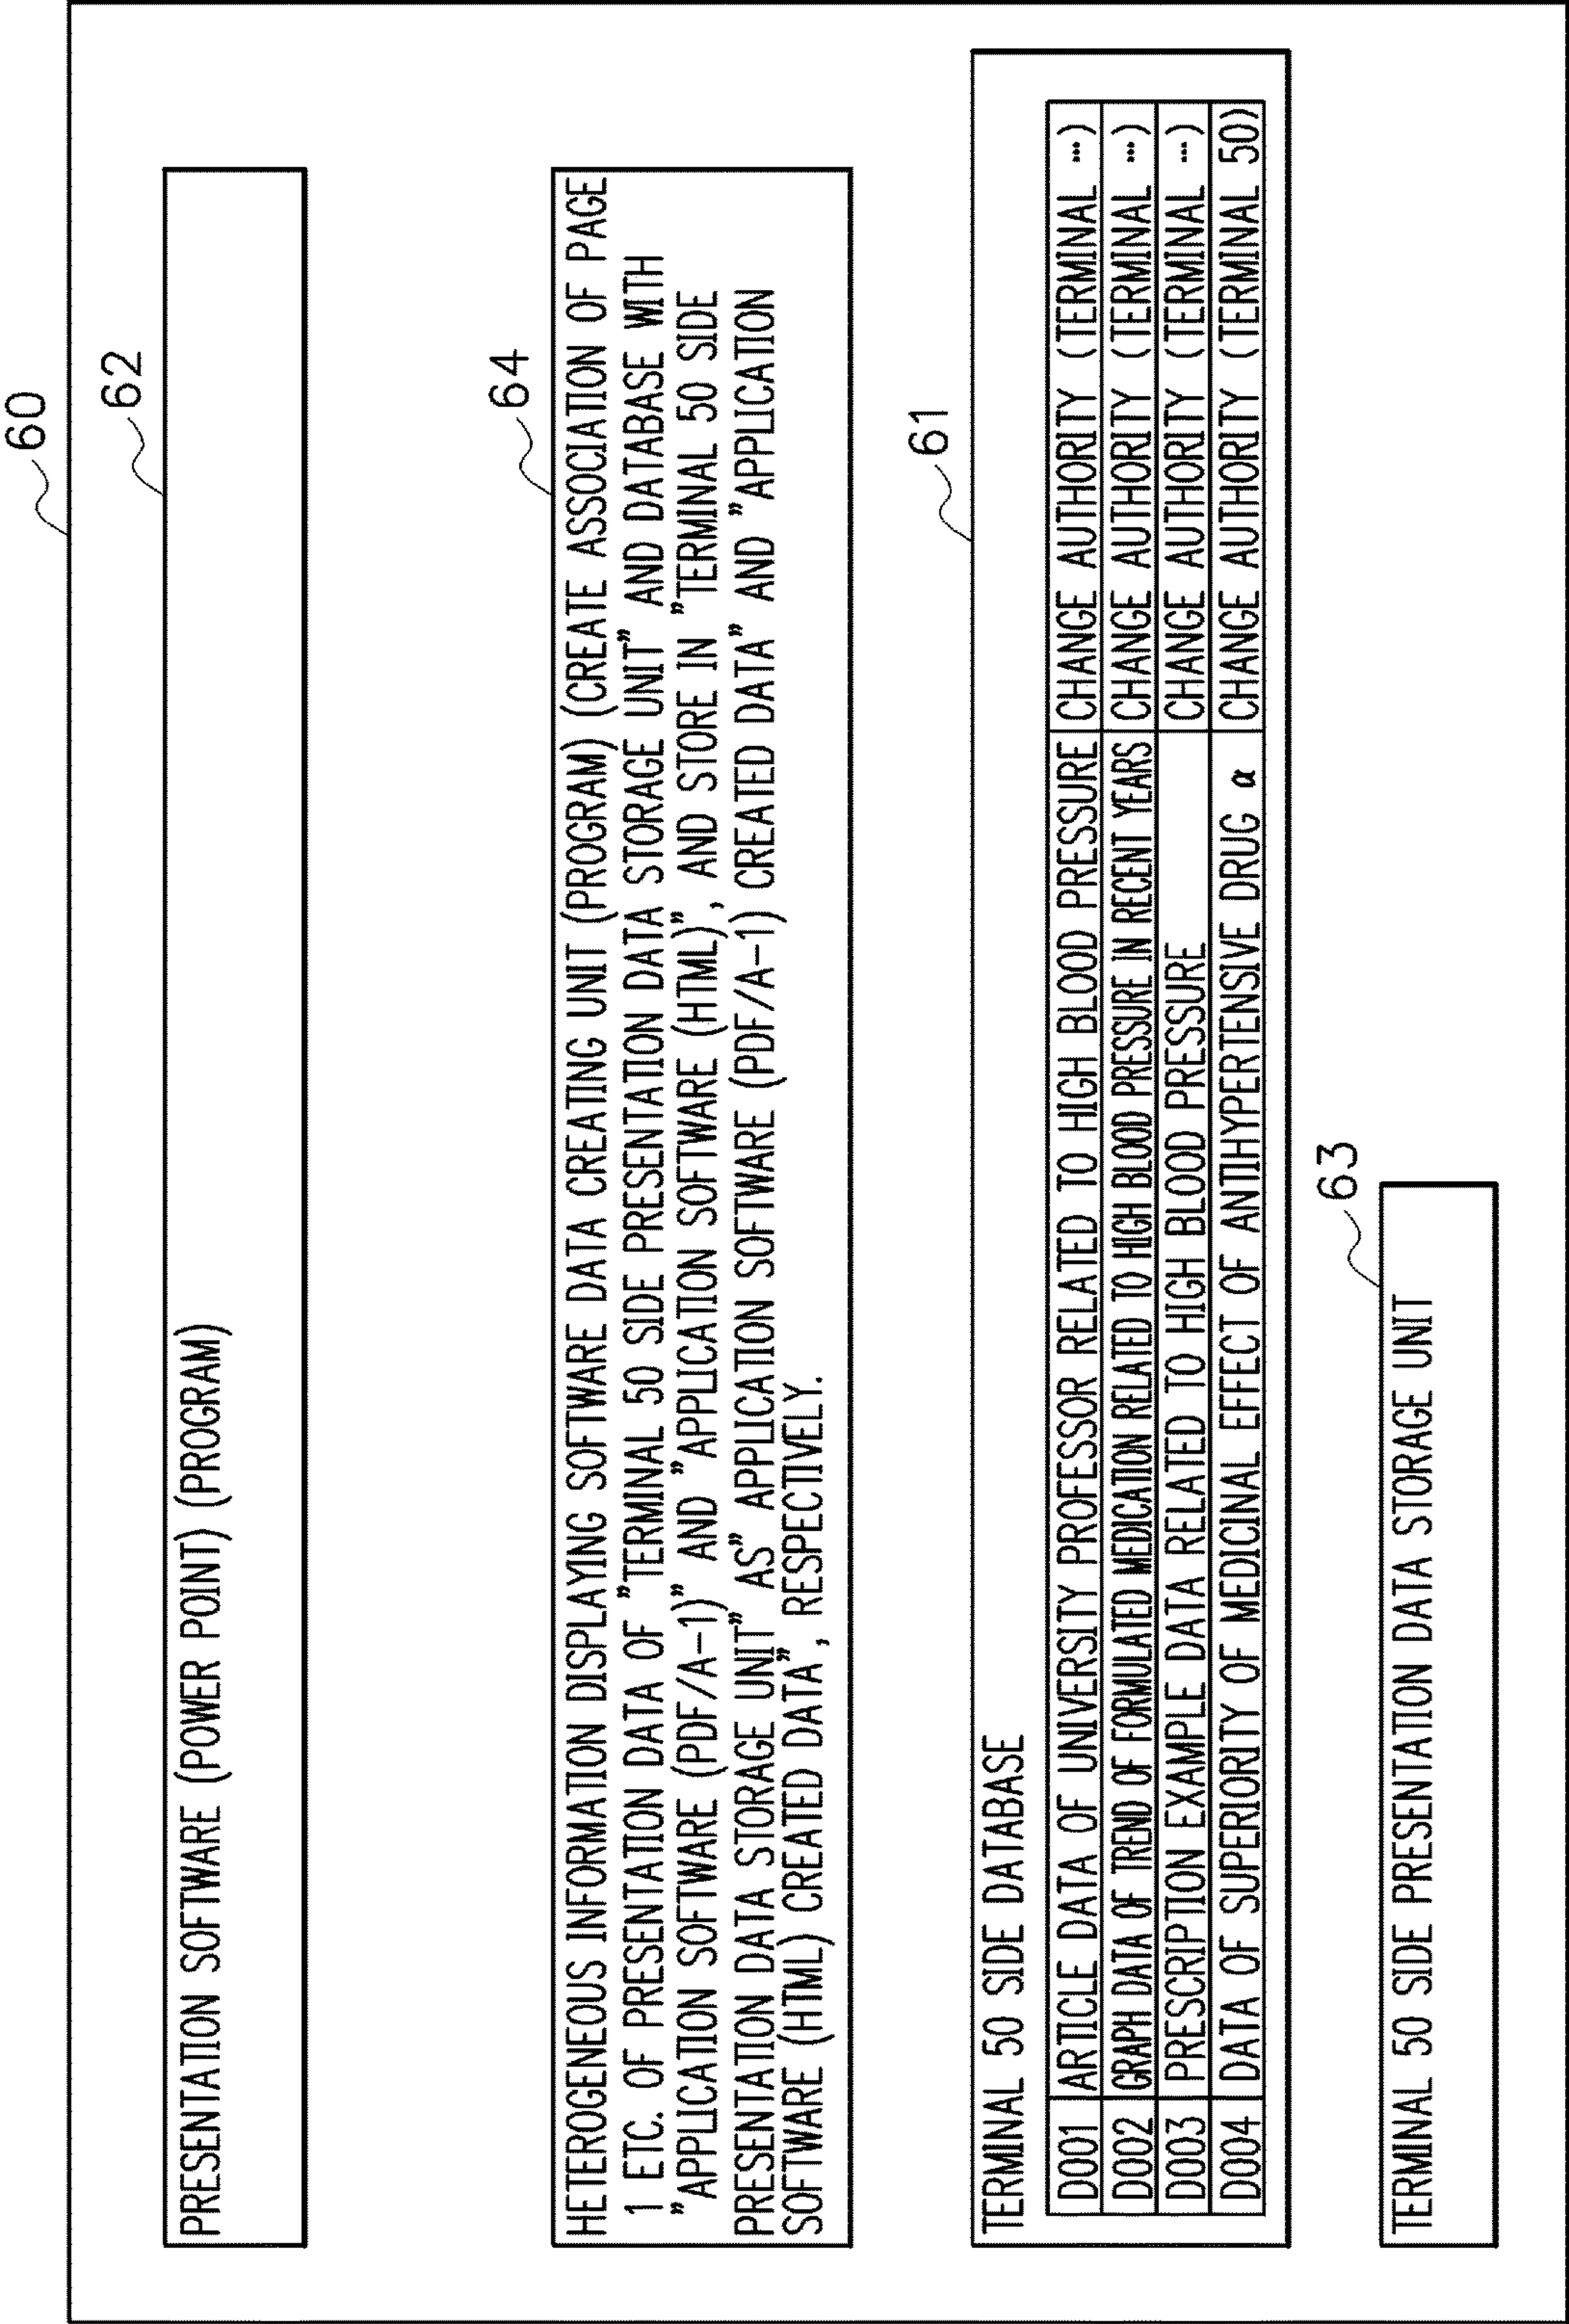 60
62
PRESENTATION SOFTWARE (POWER POINT) (PROGRAM)
64
HETEROGENEOUS INFORMATION DISPLAYING SOFTWARE DATA CREATING UNIT (PROGRAM) (CREATE ASSOCIATION OF PAGE
1 ETC. OF PRESENTATION DATA OF "TERMINAL 50 SIDE PRESENTATION DATA STORAGE UNIT" AND DATABASE WITH
"APPLICATION SOFTWARE (PDF/A-1)" AND "APPLICATION SOFTWARE (HTML)", AND STORE IN "TERMINAL 50 SIDE
PRESENTATION DATA STORAGE UNIT" AS" APPLICATION SOFTWARE (PDF/A-1) CREATED DATA" AND "APPLICATION
SOFTWARE (HTML) CREATED DATA", RESPECTIVELY.
61
TERMINAL 50 SIDE DATABASE
D001 ARTICLE DATA OF UNIVERSITY PROFESSOR RELATED TO HIGH BLOOD PRESSURE CHANGE AUTHORITY (TERMINAL ...)
D002 GRAPH DATA OF TREND OF FORMULATED MEDICATION RELATED TO HIGH BLOOD PRESSURE IN RECENT YEARS CHANGE AUTHORITY (TERMINAL ...)
D003 PRESCRIPTION EXAMPLE DATA RELATED TO HIGH BLOOD PRESSURE CHANGE AUTHORITY (TERMINAL ...)
D004 DATA OF SUPERIORITY OF MEDICINAL EFFECT OF ANTIHYPERTENSIVE DRUG α CHANGE AUTHORITY (TERMINAL 50)
63
TERMINAL 50 SIDE PRESENTATION DATA STORAGE UNIT